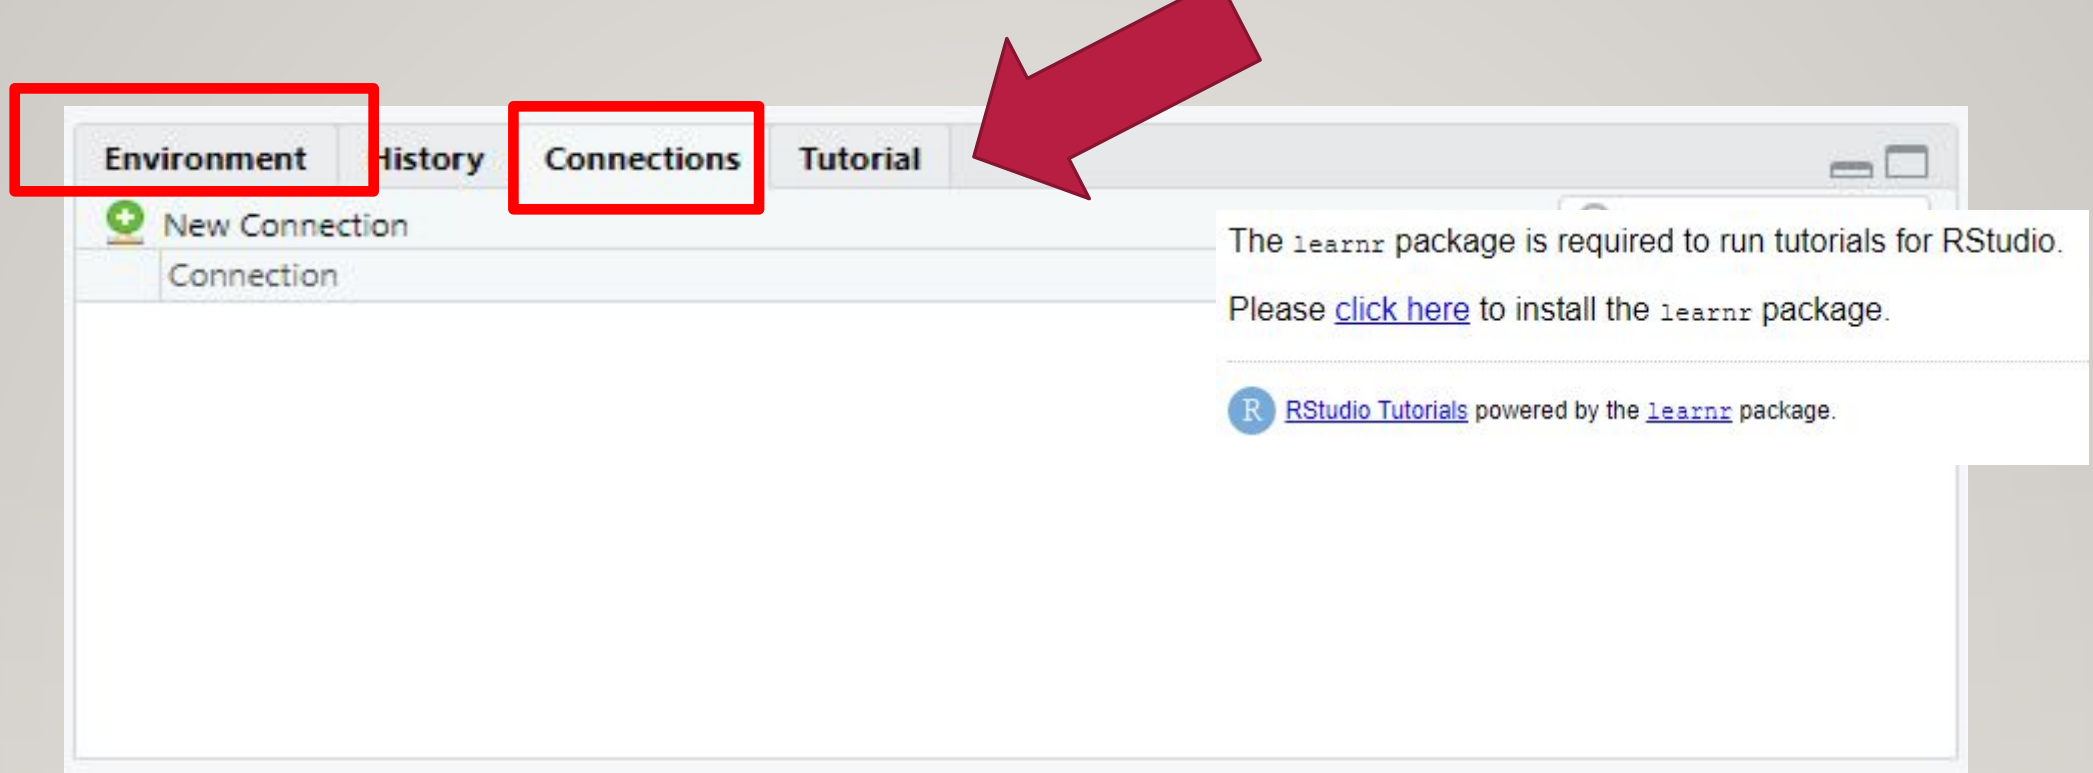 Environment History Connections Tutorial
New Connection
Connection
The learnr package is required to run tutorials for RStudio.
Please click here to install the learnr package.
R RStudio Tutorials powered by the learnr package.